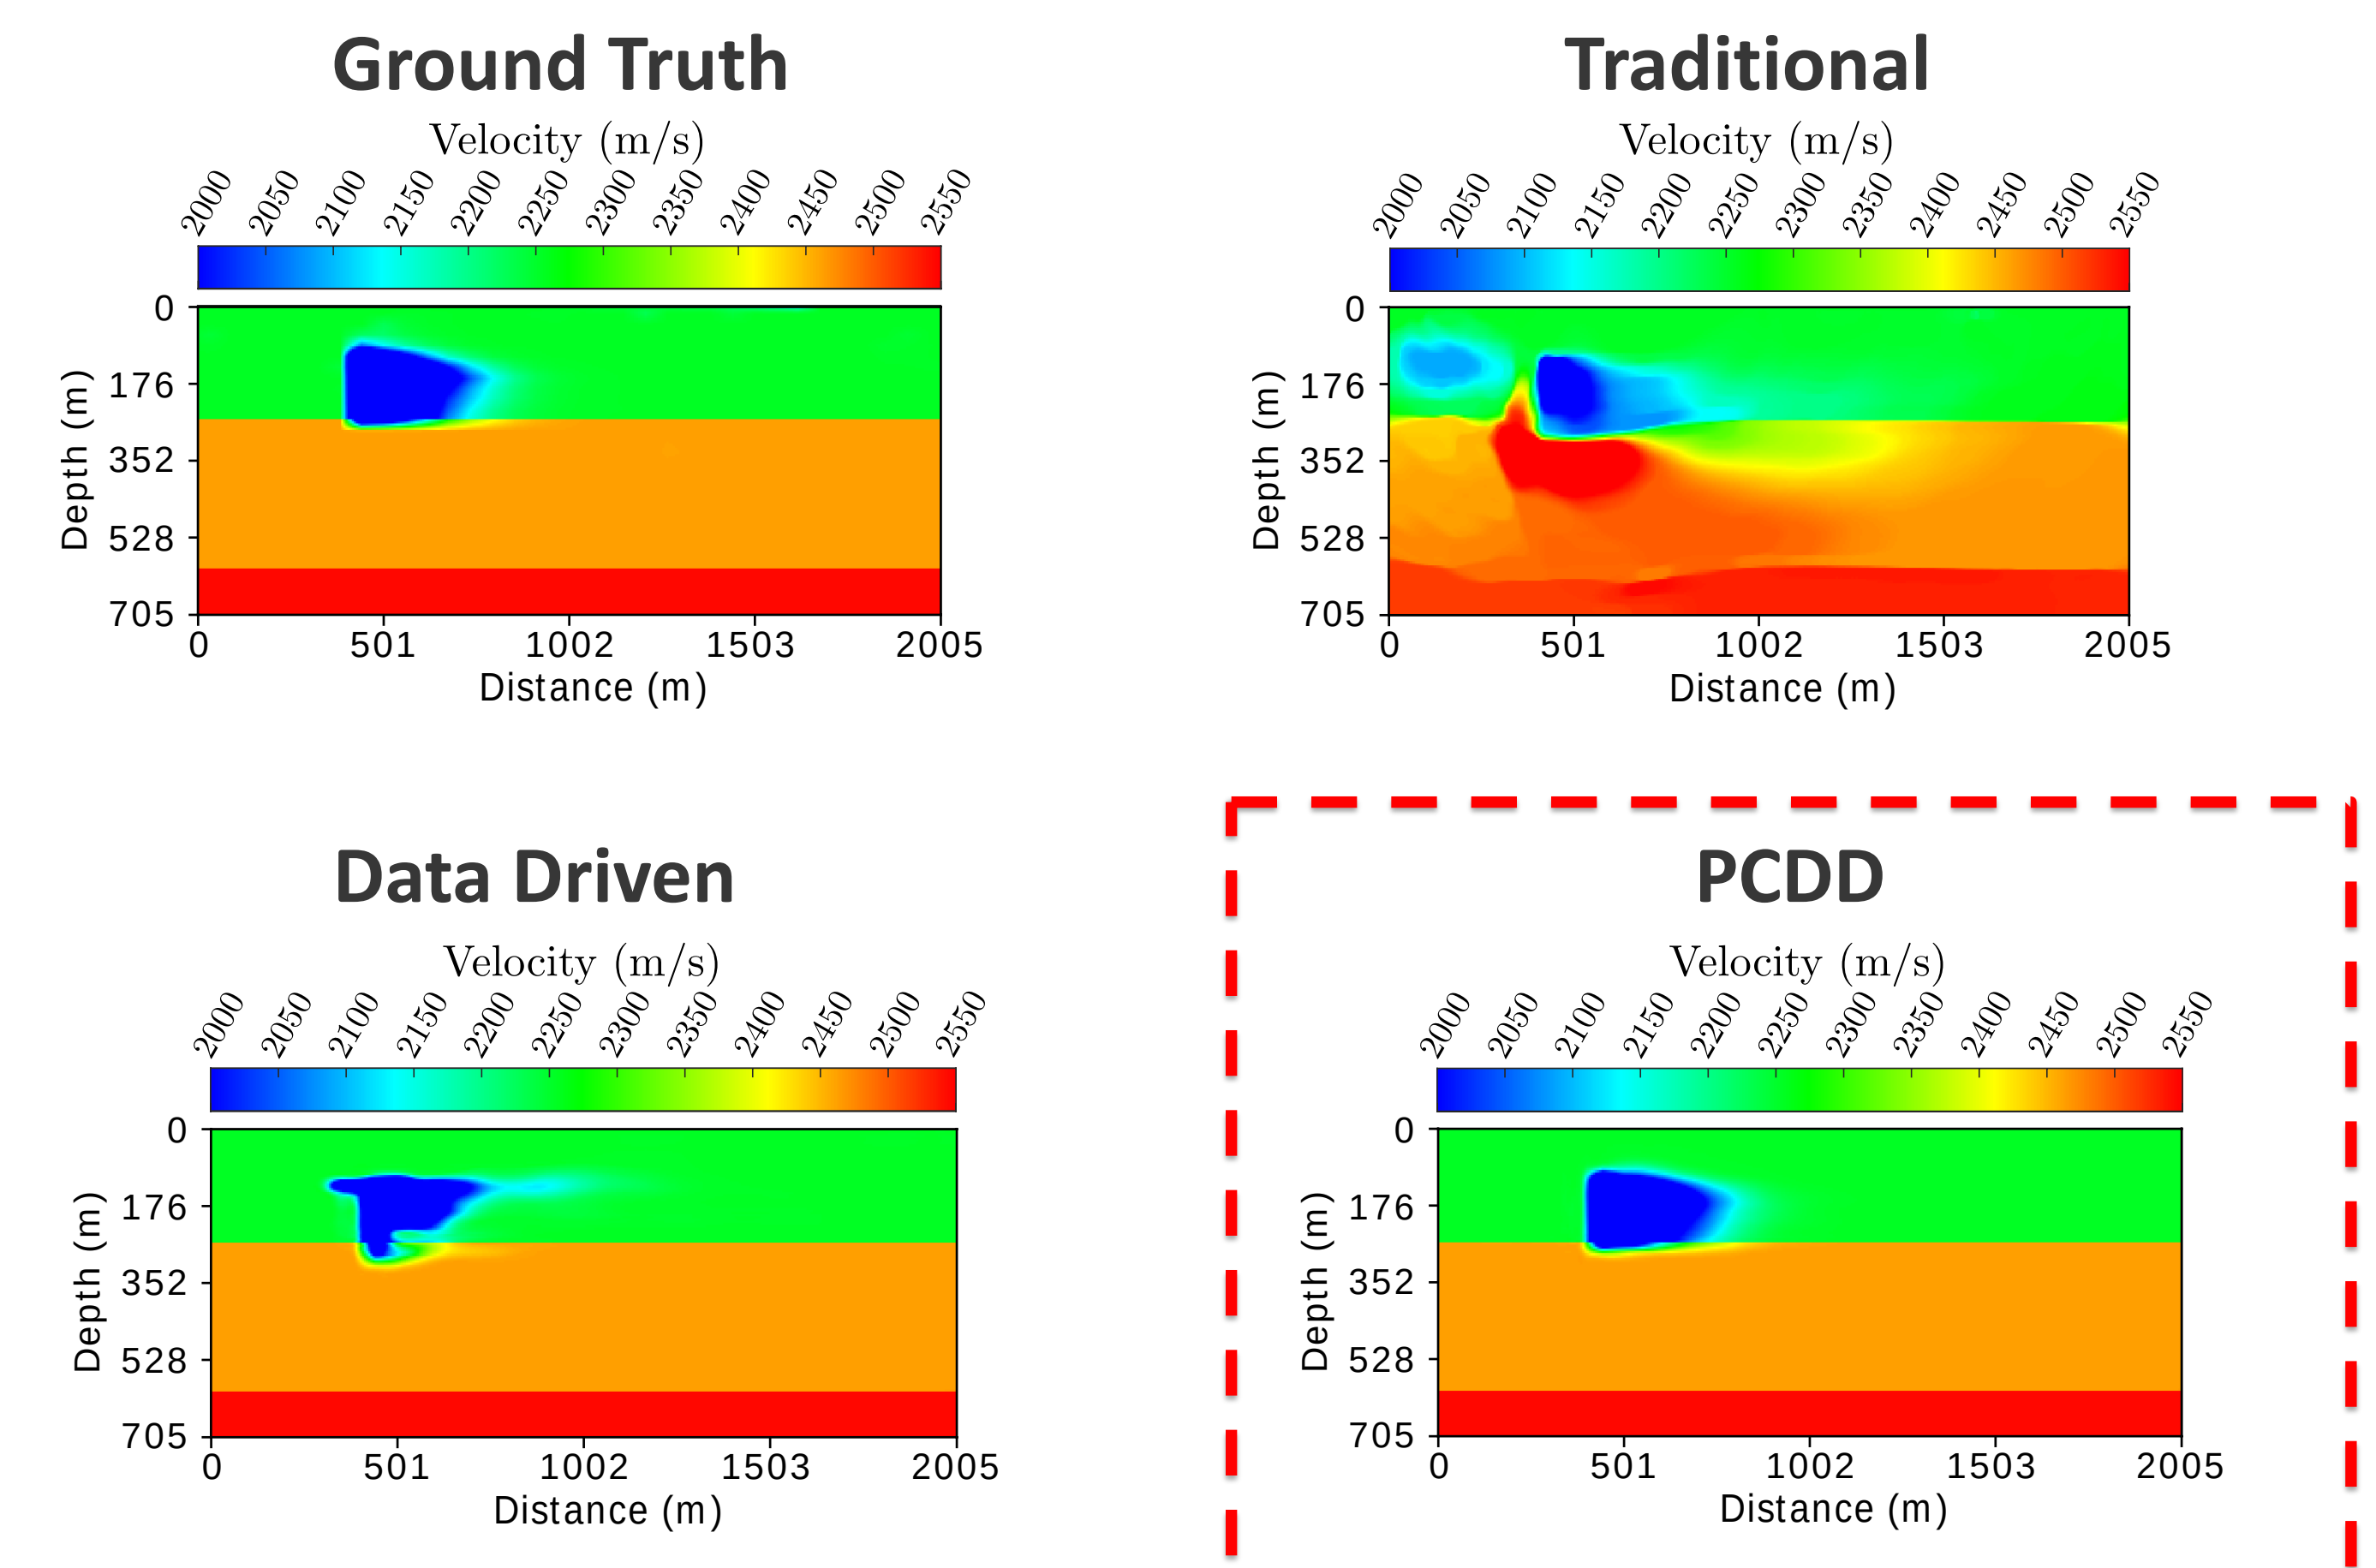 Ground Truth
Velocity (m/s)
2000 2050 2100 2150 2200 2250 2300 2350 2400 2450 2500 2550
0
176
352
528
705
Depth (m)
0 501 1002 1503 2005
Distance (m)
Traditional
Velocity (m/s)
2000 2050 2100 2150 2200 2250 2300 2350 2400 2450 2500 2550
0
176
352
528
705
Depth (m)
0 501 1002 1503 2005
Distance (m)
Data Driven
Velocity (m/s)
2000 2050 2100 2150 2200 2250 2300 2350 2400 2450 2500 2550
0
176
352
528
705
Depth (m)
0 501 1002 1503 2005
Distance (m)
PCDD
Velocity (m/s)
2000 2050 2100 2150 2200 2250 2300 2350 2400 2450 2500 2550
0
176
352
528
705
Depth (m)
0 501 1002 1503 2005
Distance (m)